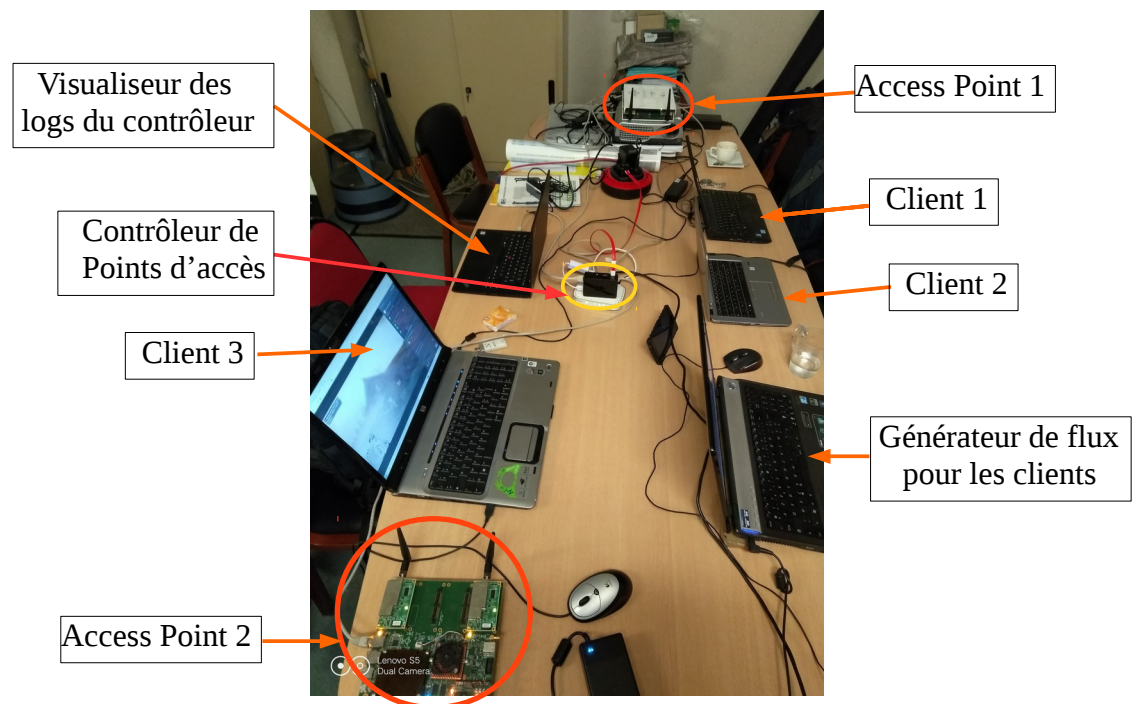 Visualiseur des
logs du contrôleur
Access Point 1
Contrôleur de
Points d’accès
Client 1
Client 2
Client 3
Générateur de flux
pour les clients
Access Point 2
Lenovo S5
Dual Camera